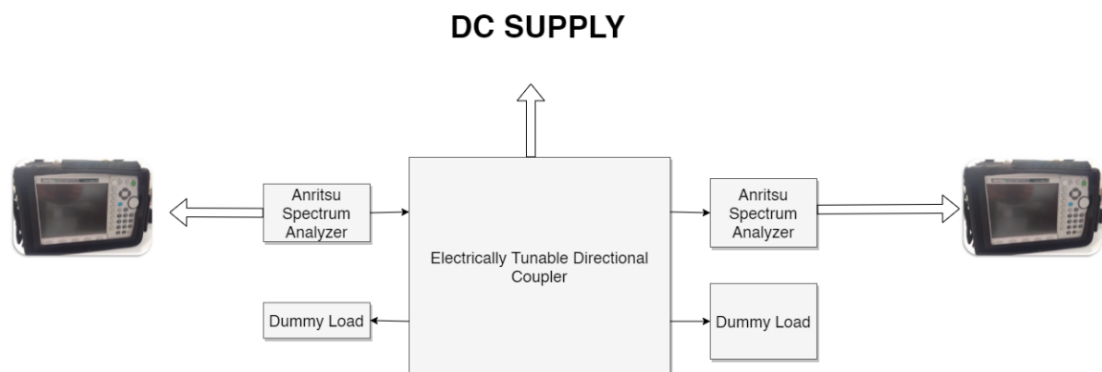 DC SUPPLY
Anritsu
Spectrum
Analyzer
Anritsu
Spectrum
Analyzer
Electrically Tunable Directional
Coupler
Dummy Load
Dummy Load